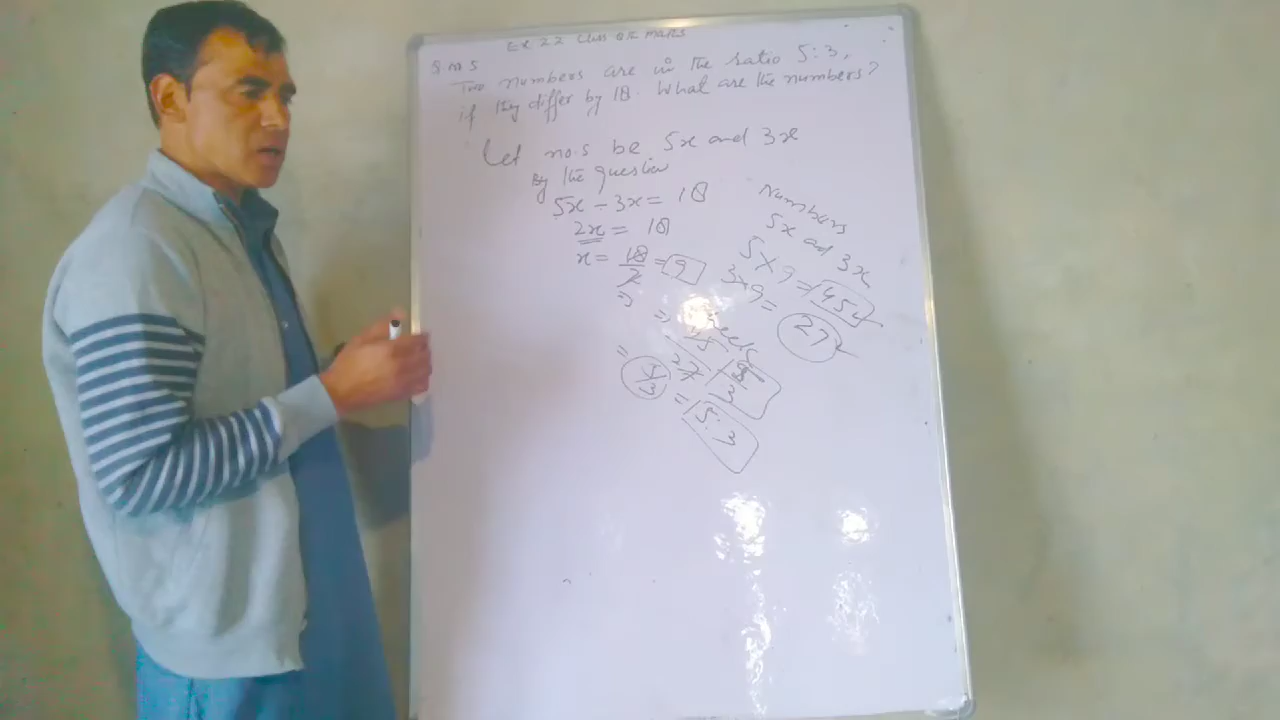 Ex 2.2 Class 8th Maths
Q. No 5
Two numbers are in the ratio 5:3,
if they differ by 18. What are the numbers?
Let no.s be 5x and 3x
By the question
5x - 3x = 18
2x = 18
x = 18/2 = 9
Numbers
5x and 3x
5 x 9 = 45
3x9 = 27
=> 45
27
3
= 5/3
= 5:3